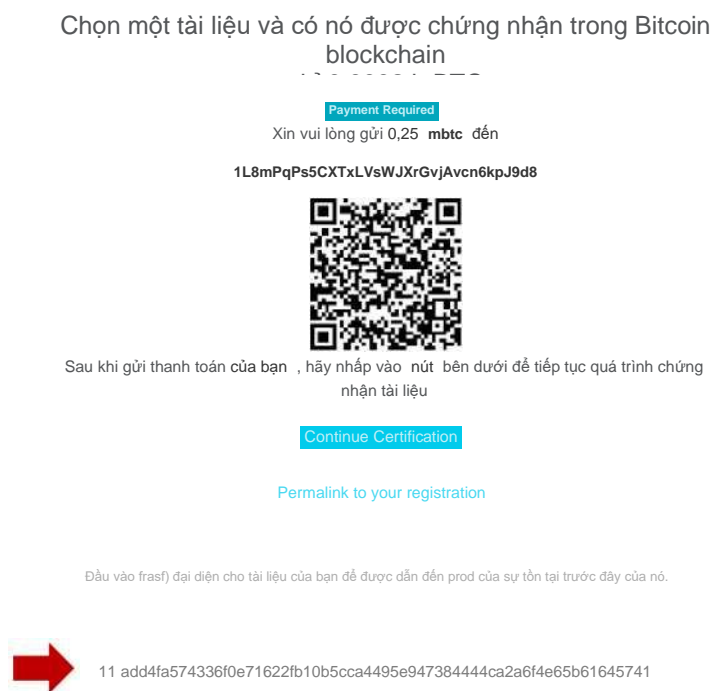 Chọn một tài liệu và có nó được chứng nhận trong Bitcoin
blockchain
Payment Required
Xin vui lòng gửi 0,25 mbtc đến
1L8mPqPs5CXTxLVsWJXrGvjAvcn6kpJ9d8
Sau khi gửi thanh toán của bạn , hãy nhấp vào nút bên dưới để tiếp tục quá trình chứng
nhận tài liệu
Continue Certification
Permalink to your registration
Đầu vào frasf) đại diện cho tài liệu của bạn để được dẫn đến prod của sự tồn tại trước đây của nó.
11 add4fa574336f0e71622fb10b5cca4495e947384444ca2a6f4e65b61645741